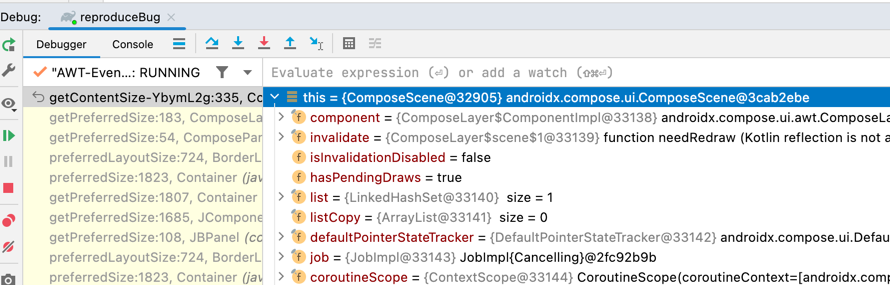 Debug: reproduceBug
Debugger Console
"AWT-Even...: RUNNING
Evaluate expression (⏎) or add a watch (⇧⌘⏎)
getContentSize-YbymL2g:335, Co
getPreferredSize:183, ComposeLa
getPreferredSize:54, ComposePa
preferredLayoutSize:724, BorderL
preferredSize:1823, Container (jav
getPreferredSize:1807, Container
getPreferredSize:1685, JCompone
getPreferredSize:108, JBPanel (co
preferredLayoutSize:724, BorderL
preferredSize:1823, Container (jav
this = {ComposeScene@32905} androidx.compose.ui.ComposeScene@3cab2ebe
component = {ComposeLayer$ComponentImpl@33138} androidx.compose.ui.awt.ComposeLa
invalidate = {ComposeLayer$scene$1@33139} function needRedraw (Kotlin reflection is not a
isInvalidationDisabled = false
hasPendingDraws = true
list = {LinkedHashSet@33140} size = 1
listCopy = {ArrayList@33141} size = 0
defaultPointerStateTracker = {DefaultPointerStateTracker@33142} androidx.compose.ui.Defau
job = {JobImpl@33143} JobImpl{Cancelling}@2fc92b9b
coroutineScope = {ContextScope@33144} CoroutineScope(coroutineContext=[androidx.comp